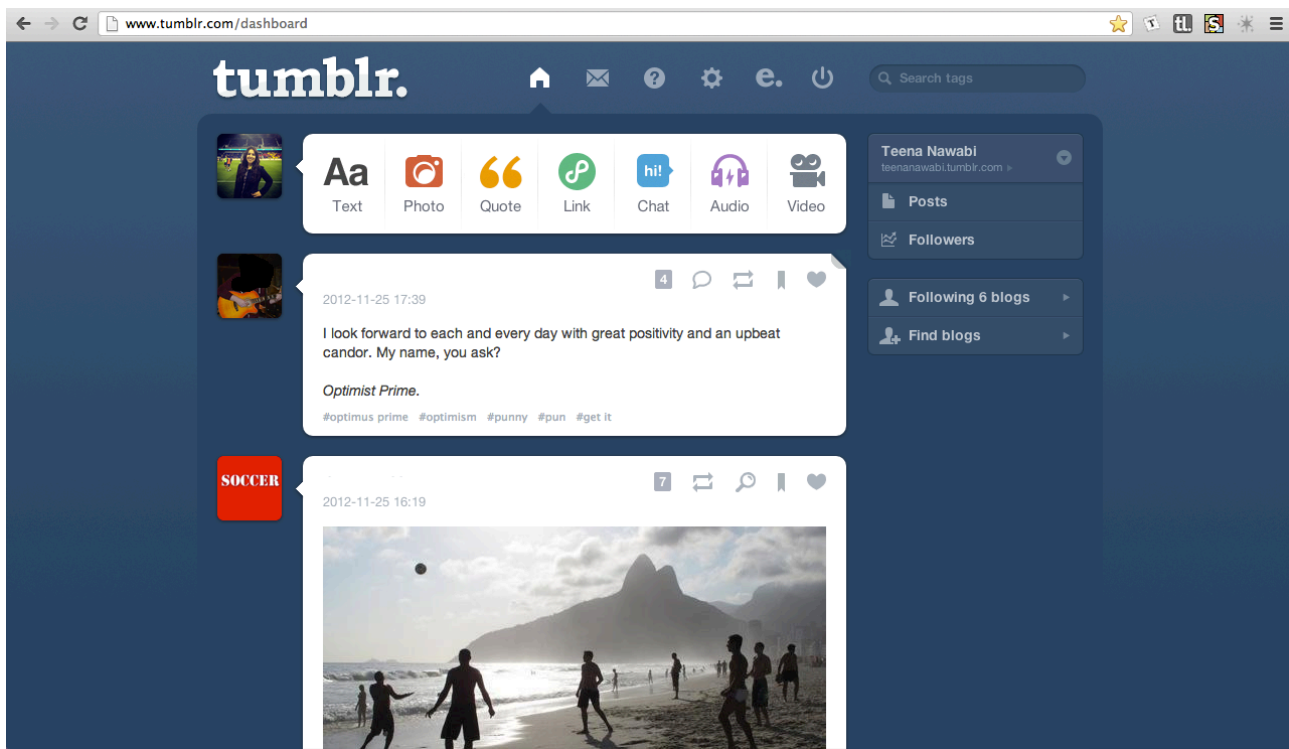 www.tumblr.com/dashboard
tumblr.
e.
Search tags
Aa
hi!
Text
Photo
Quote
Link
Chat
Audio
Video
Teena Nawabi
teenanawabi.tumblr.com
Posts
Followers
Following 6 blogs
Find blogs
4
2012-11-25 17:39
I look forward to each and every day with great positivity and an upbeat
candor. My name, you ask?
Optimist Prime.
#optimus prime #optimism #punny #pun #get it
SOCCER
7
2012-11-25 16:19